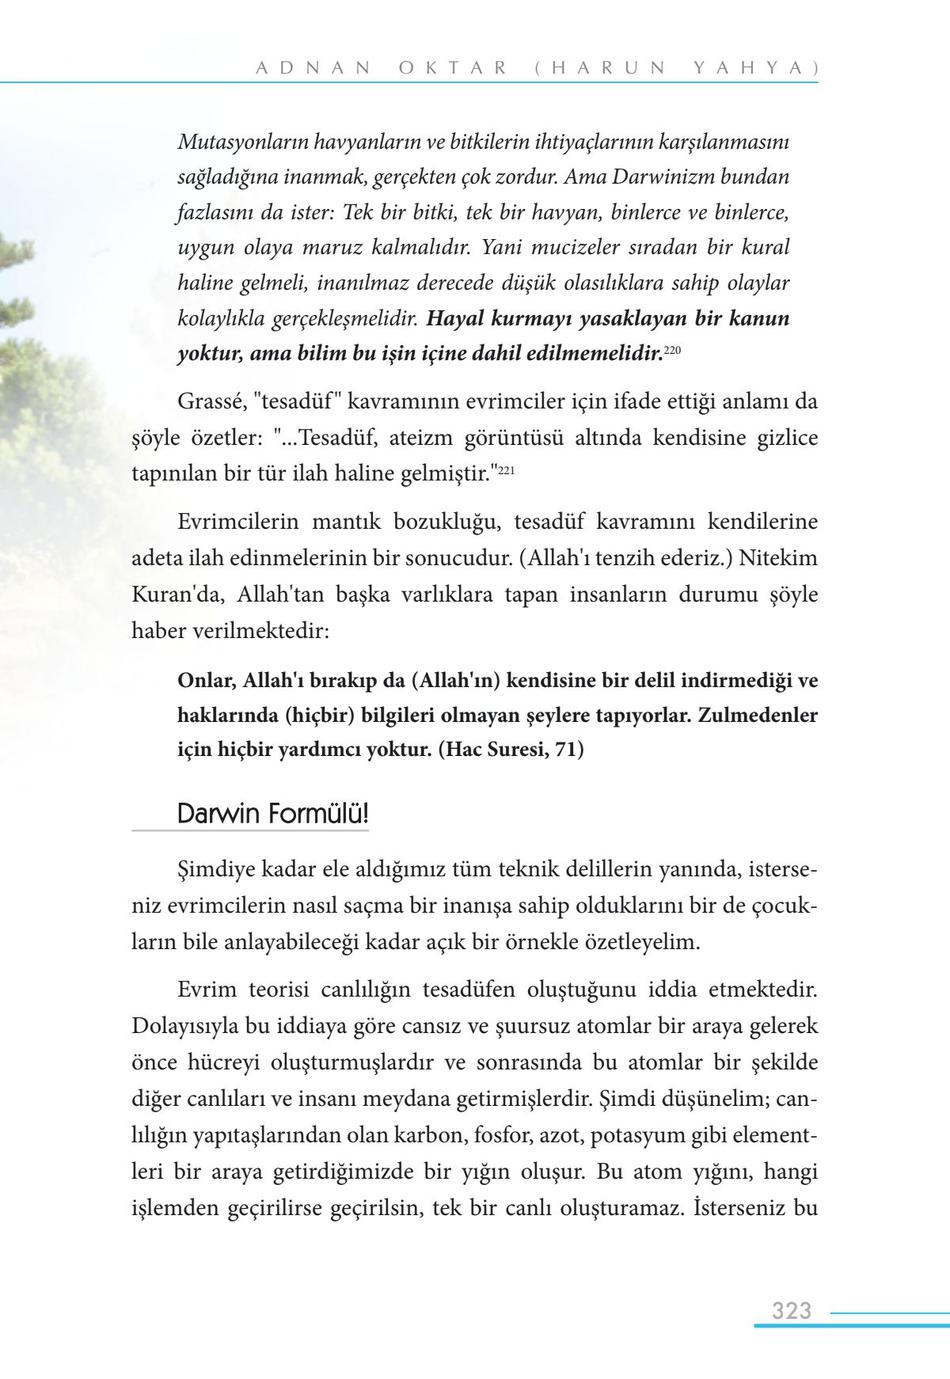 ADNAN OKTAR (HARUN YAHYA)
Mutasyonların havyanların ve bitkilerin ihtiyaçlarının karşılanmasını
sağladığına inanmak, gerçekten çok zordur. Ama Darwinizm bundan
fazlasını da ister: Tek bir bitki, tek bir havyan, binlerce ve binlerce,
uygun olaya maruz kalmalıdır. Yani mucizeler sıradan bir kural
haline gelmeli, inanılmaz derecede düşük olasılıklara sahip olaylar
kolaylıkla gerçekleşmelidir. Hayal kurmayı yasaklayan bir kanun
yoktur, ama bilim bu işin içine dahil edilmemelidir.220
Grassé, "tesadüf" kavramının evrimciler için ifade ettiği anlamı da
şöyle özetler: "...Tesadüf, ateizm görüntüsü altında kendisine gizlice
tapınılan bir tür ilah haline gelmiştir."221
Evrimcilerin mantık bozukluğu, tesadüf kavramını kendilerine
adeta ilah edinmelerinin bir sonucudur. (Allah'ı tenzih ederiz.) Nitekim
Kuran'da, Allah'tan başka varlıklara tapan insanların durumu şöyle
haber verilmektedir:
Onlar, Allah'ı bırakıp da (Allah'ın) kendisine bir delil indirmediği ve
haklarında (hiçbir) bilgileri olmayan şeylere tapıyorlar. Zulmedenler
için hiçbir yardımcı yoktur. (Hac Suresi, 71)
Darwin Formülü!
Şimdiye kadar ele aldığımız tüm teknik delillerin yanında, isterse-
niz evrimcilerin nasıl saçma bir inanışa sahip olduklarını bir de çocuk-
ların bile anlayabileceği kadar açık bir örnekle özetleyelim.
Evrim teorisi canlılığın tesadüfen oluştuğunu iddia etmektedir.
Dolayısıyla bu iddiaya göre cansız ve şuursuz atomlar bir araya gelerek
önce hücreyi oluşturmuşlardır ve sonrasında bu atomlar bir şekilde
diğer canlıları ve insanı meydana getirmişlerdir. Şimdi düşünelim; can-
lılığın yapıtaşlarından olan karbon, fosfor, azot, potasyum gibi element-
leri bir araya getirdiğimizde bir yığın oluşur. Bu atom yığını, hangi
işlemden geçirilirse geçirilsin, tek bir canlı oluşturamaz. İsterseniz bu
323